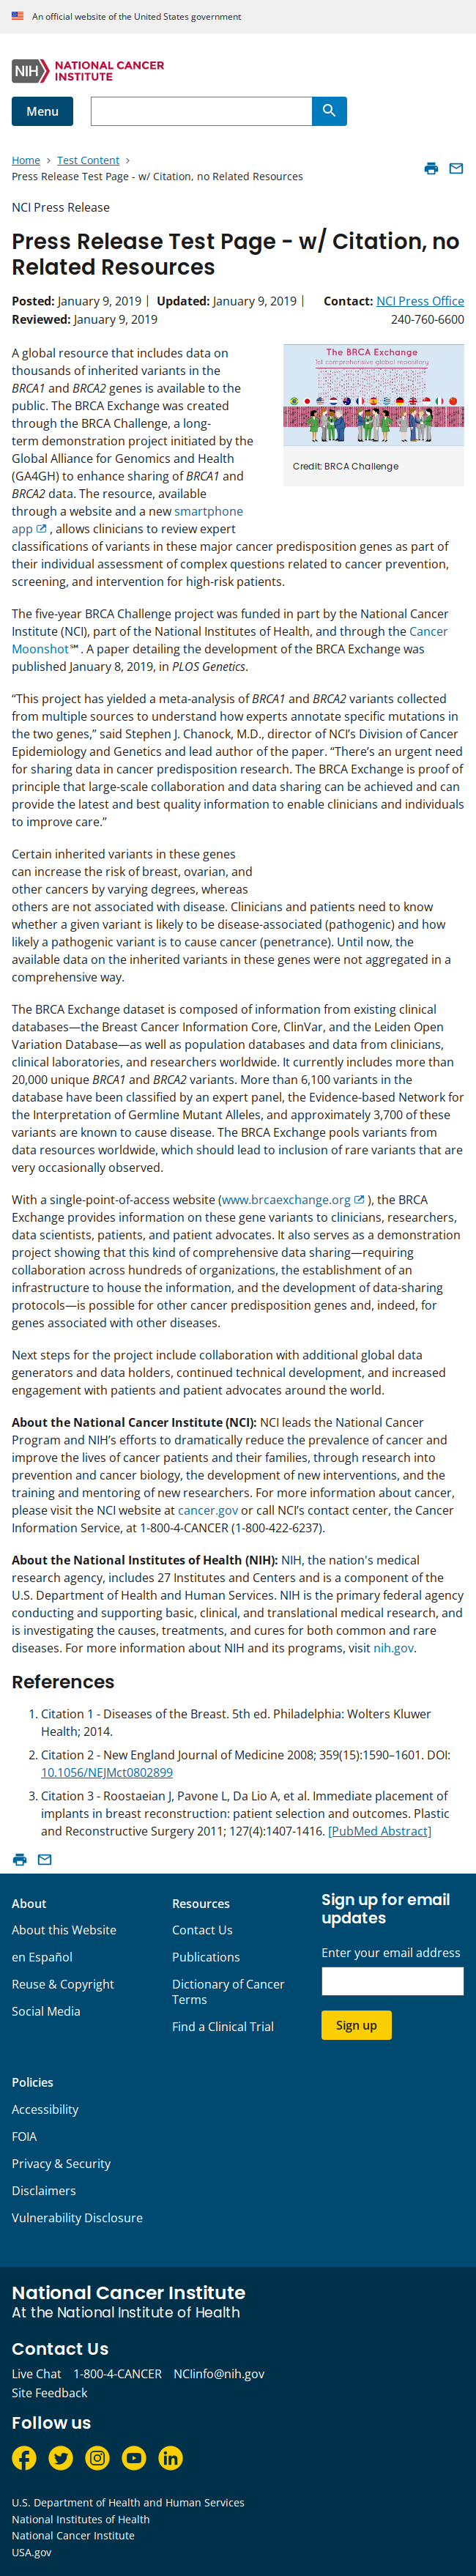 An official website of the United States government
NIH NATIONAL CANCER
INSTITUTE
Menu
Home > Test Content >
Press Release Test Page - w/ Citation, no Related Resources
NCI Press Release
Press Release Test Page - w/ Citation, no
Related Resources
Posted: January 9, 2019 | Updated: January 9, 2019 |
Reviewed: January 9, 2019
Contact: NCI Press Office
240-760-6600
The BRCA Exchange
1st comprehensive global repository
Credit: BRCA Challenge
A global resource that includes data on
thousands of inherited variants in the
BRCA1 and BRCA2 genes is available to the
public. The BRCA Exchange was created
through the BRCA Challenge, a long-
term demonstration project initiated by the
Global Alliance for Genomics and Health
(GA4GH) to enhance sharing of BRCA1 and
BRCA2 data. The resource, available
through a website and a new smartphone
app , allows clinicians to review expert
classifications of variants in these major cancer predisposition genes as part of
their individual assessment of complex questions related to cancer prevention,
screening, and intervention for high-risk patients.
The five-year BRCA Challenge project was funded in part by the National Cancer
Institute (NCI), part of the National Institutes of Health, and through the Cancer
Moonshot℠. A paper detailing the development of the BRCA Exchange was
published January 8, 2019, in PLOS Genetics.
“This project has yielded a meta-analysis of BRCA1 and BRCA2 variants collected
from multiple sources to understand how experts annotate specific mutations in
the two genes,” said Stephen J. Chanock, M.D., director of NCI’s Division of Cancer
Epidemiology and Genetics and lead author of the paper. “There’s an urgent need
for sharing data in cancer predisposition research. The BRCA Exchange is proof of
principle that large-scale collaboration and data sharing can be achieved and can
provide the latest and best quality information to enable clinicians and individuals
to improve care.”
Certain inherited variants in these genes
can increase the risk of breast, ovarian, and
other cancers by varying degrees, whereas
others are not associated with disease. Clinicians and patients need to know
whether a given variant is likely to be disease-associated (pathogenic) and how
likely a pathogenic variant is to cause cancer (penetrance). Until now, the
available data on the inherited variants in these genes were not aggregated in a
comprehensive way.
The BRCA Exchange dataset is composed of information from existing clinical
databases—the Breast Cancer Information Core, ClinVar, and the Leiden Open
Variation Database—as well as population databases and data from clinicians,
clinical laboratories, and researchers worldwide. It currently includes more than
20,000 unique BRCA1 and BRCA2 variants. More than 6,100 variants in the
database have been classified by an expert panel, the Evidence-based Network for
the Interpretation of Germline Mutant Alleles, and approximately 3,700 of these
variants are known to cause disease. The BRCA Exchange pools variants from
data resources worldwide, which should lead to inclusion of rare variants that are
very occasionally observed.
With a single-point-of-access website (www.brcaexchange.org ), the BRCA
Exchange provides information on these gene variants to clinicians, researchers,
data scientists, patients, and patient advocates. It also serves as a demonstration
project showing that this kind of comprehensive data sharing—requiring
collaboration across hundreds of organizations, the establishment of an
infrastructure to house the information, and the development of data-sharing
protocols—is possible for other cancer predisposition genes and, indeed, for
genes associated with other diseases.
Next steps for the project include collaboration with additional global data
generators and data holders, continued technical development, and increased
engagement with patients and patient advocates around the world.
About the National Cancer Institute (NCI): NCI leads the National Cancer
Program and NIH’s efforts to dramatically reduce the prevalence of cancer and
improve the lives of cancer patients and their families, through research into
prevention and cancer biology, the development of new interventions, and the
training and mentoring of new researchers. For more information about cancer,
please visit the NCI website at cancer.gov or call NCI’s contact center, the Cancer
Information Service, at 1-800-4-CANCER (1-800-422-6237).
About the National Institutes of Health (NIH): NIH, the nation's medical
research agency, includes 27 Institutes and Centers and is a component of the
U.S. Department of Health and Human Services. NIH is the primary federal agency
conducting and supporting basic, clinical, and translational medical research, and
is investigating the causes, treatments, and cures for both common and rare
diseases. For more information about NIH and its programs, visit nih.gov.
References
1. Citation 1 - Diseases of the Breast. 5th ed. Philadelphia: Wolters Kluwer
Health; 2014.
2. Citation 2 - New England Journal of Medicine 2008; 359(15):1590–1601. DOI:
10.1056/NEJMct0802899
3. Citation 3 - Roostaeian J, Pavone L, Da Lio A, et al. Immediate placement of
implants in breast reconstruction: patient selection and outcomes. Plastic
and Reconstructive Surgery 2011; 127(4):1407-1416. [PubMed Abstract]
About
About this Website
en Español
Reuse & Copyright
Social Media
Resources
Contact Us
Publications
Dictionary of Cancer
Terms
Find a Clinical Trial
Sign up for email
updates
Enter your email address
Sign up
Policies
Accessibility
FOIA
Privacy & Security
Disclaimers
Vulnerability Disclosure
National Cancer Institute
At the National Institute of Health
Contact Us
Live Chat 1-800-4-CANCER NCIinfo@nih.gov
Site Feedback
Follow us
U.S. Department of Health and Human Services
National Institutes of Health
National Cancer Institute
USA.gov